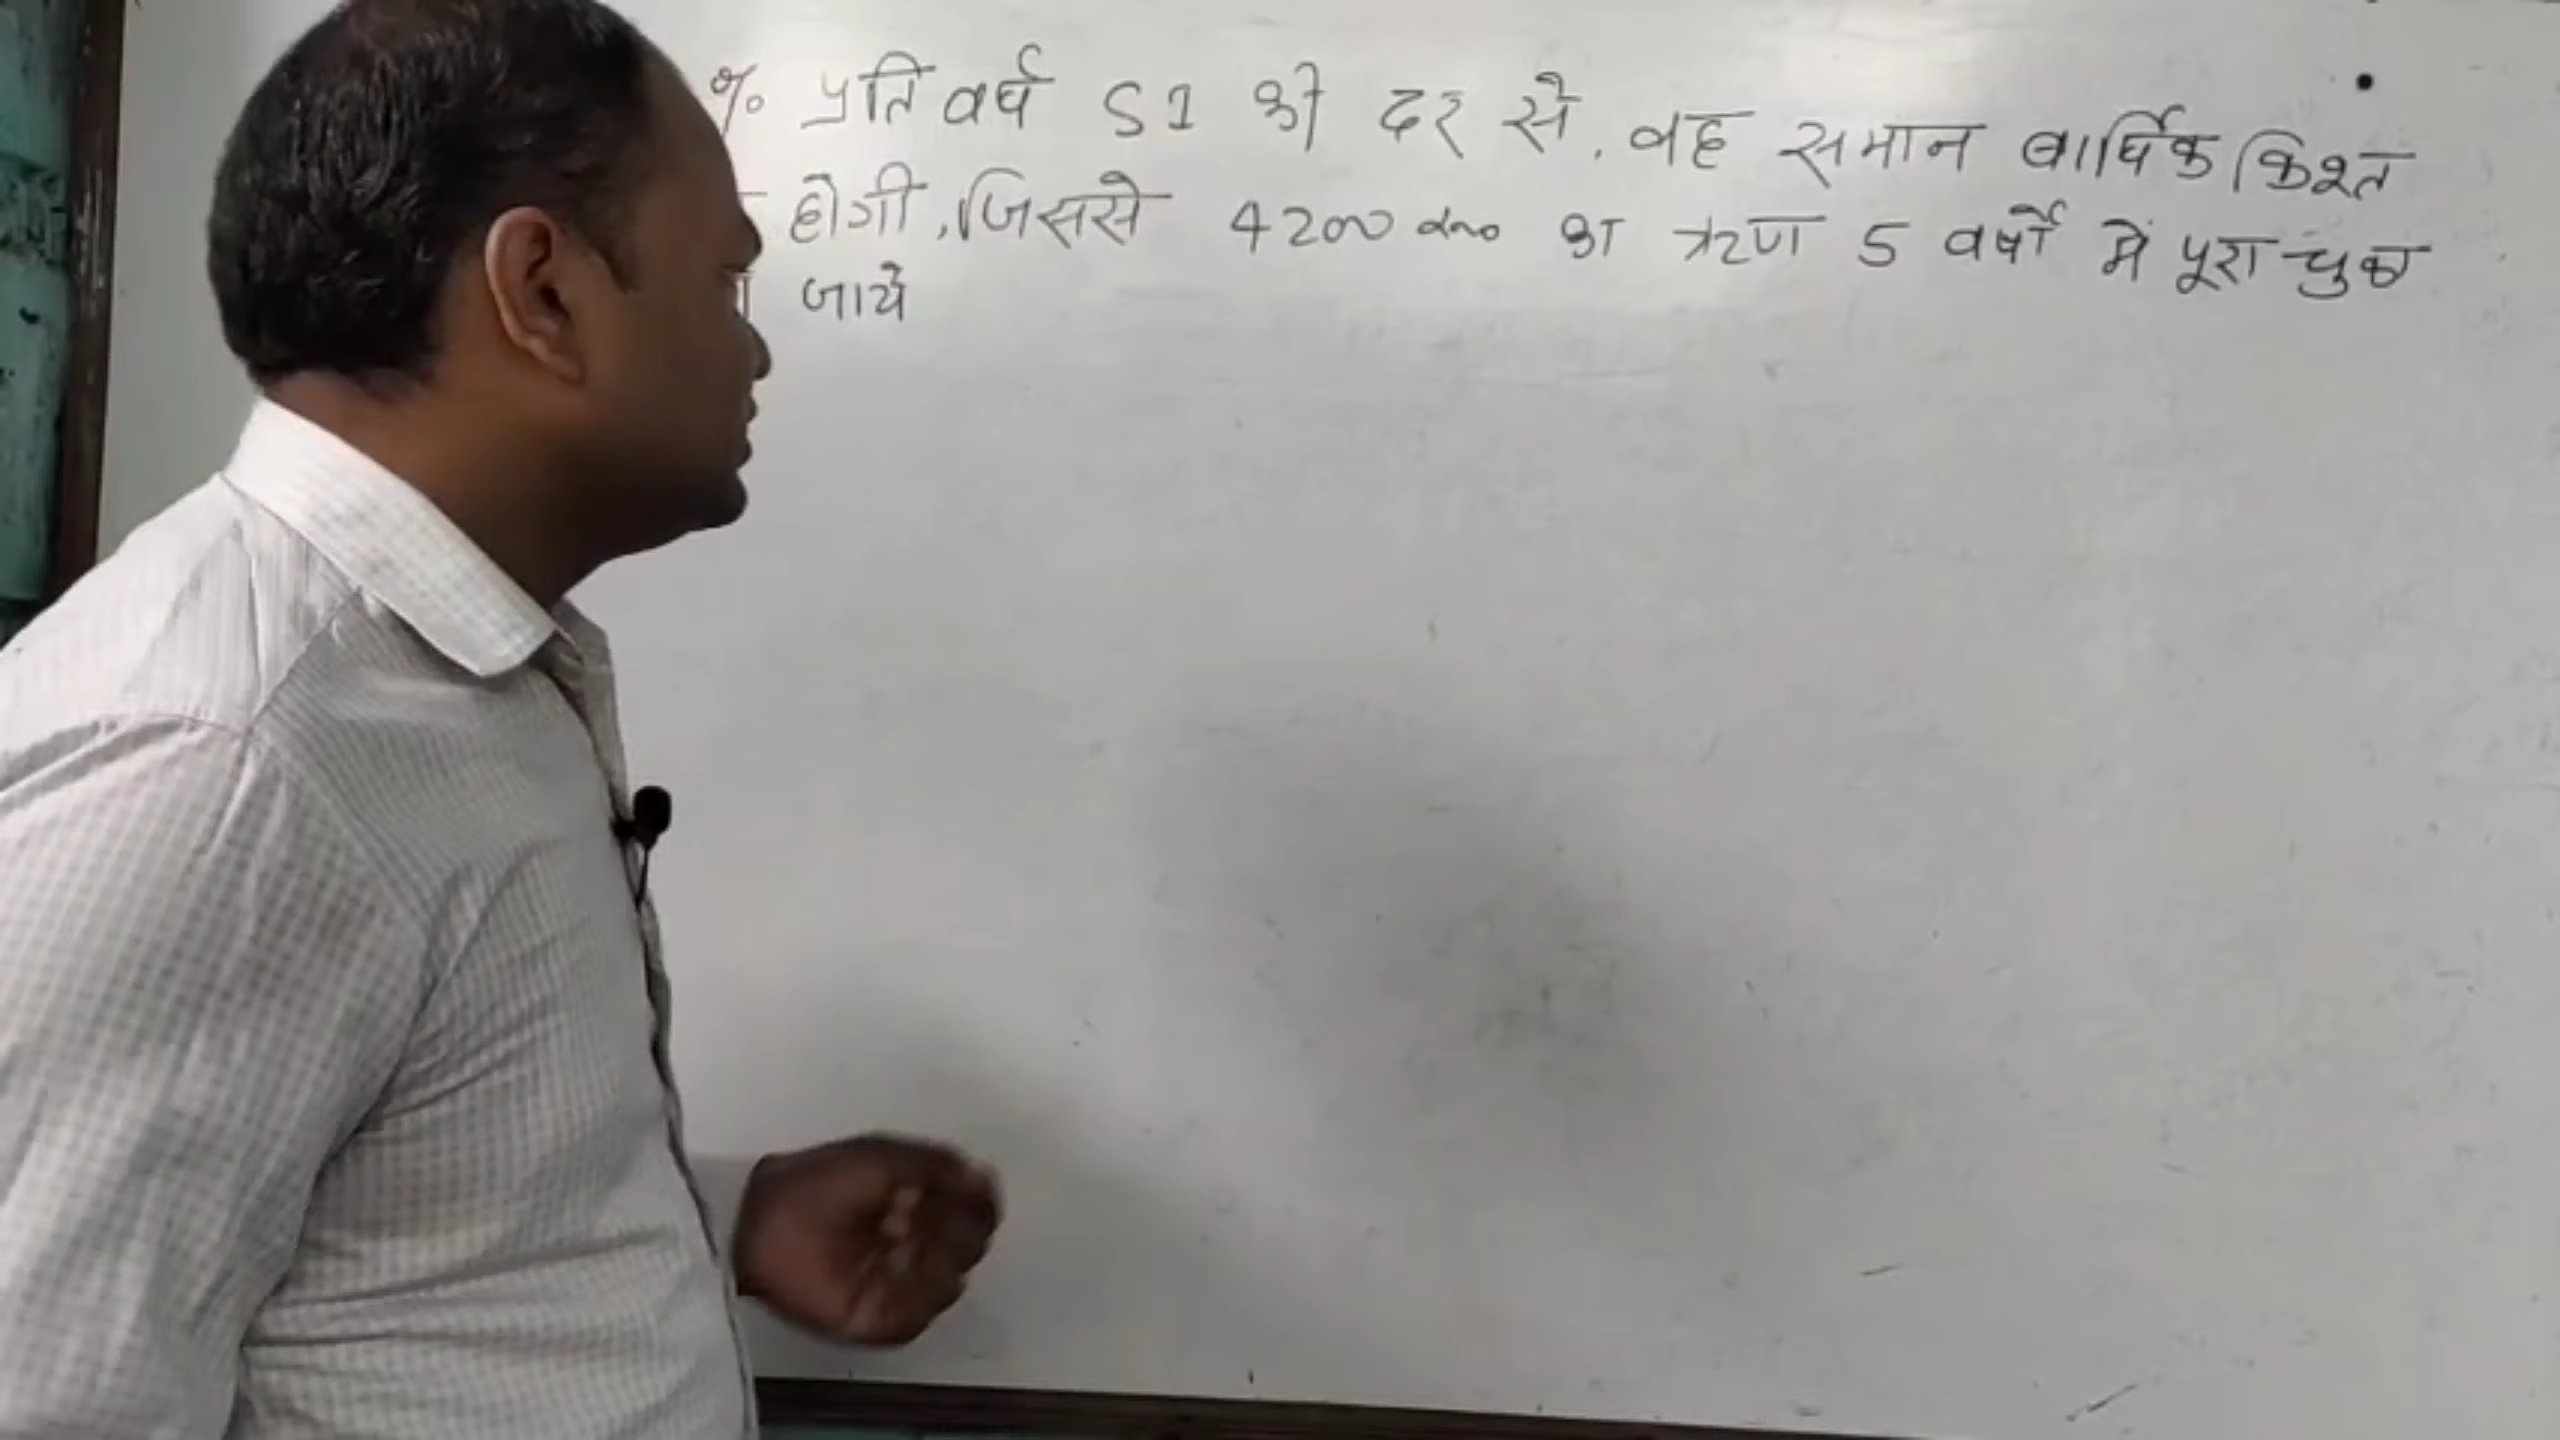 % प्रति वर्ष SI की दर से, वह समान वार्षिक किश्त
होगी, जिससे 4200 रू० का ऋण 5 वर्षों में पूरा चुका
जाये